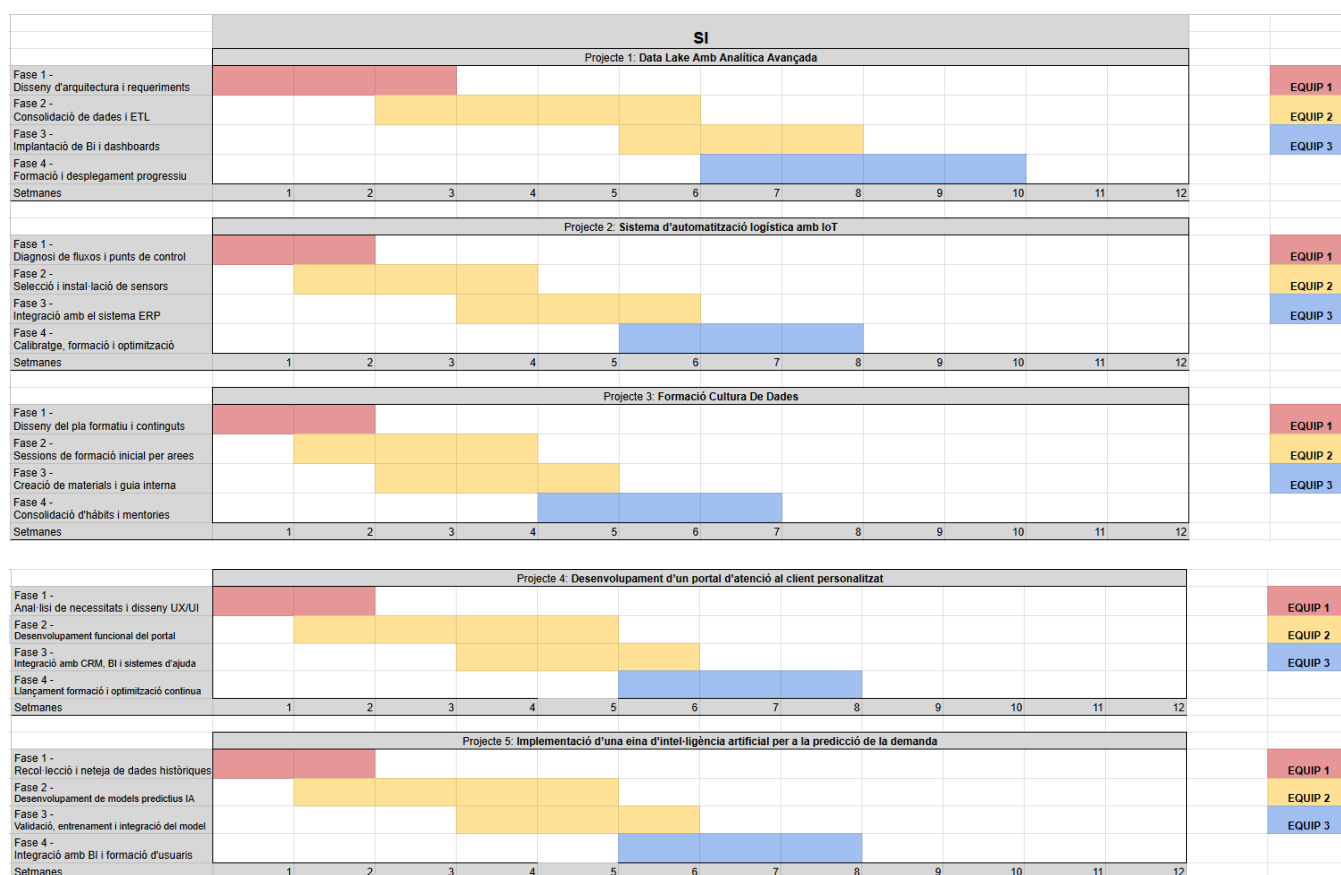 SI
Projecte 1: Data Lake Amb Analítica Avançada
Fase 1 -
Disseny d'arquitectura i requeriments
EQUIP 1
Fase 2 -
Consolidació de dades i ETL
EQUIP 2
Fase 3 -
Implantació de Bi i dashboards
EQUIP 3
Fase 4 -
Formació i desplegament progressiu
Setmanes 1 2 3 4 5 6 7 8 9 10 11 12
Projecte 2: Sistema d'automatització logística amb IoT
Fase 1 -
Diagnosi de fluxos i punts de control
EQUIP 1
Fase 2 -
Selecció i instal·lació de sensors
EQUIP 2
Fase 3 -
Integració amb el sistema ERP
EQUIP 3
Fase 4 -
Calibratge, formació i optimització
Setmanes 1 2 3 4 5 6 7 8 9 10 11 12
Projecte 3: Formació Cultura De Dades
Fase 1 -
Disseny del pla formatiu i continguts
EQUIP 1
Fase 2 -
Sessions de formació inicial per arees
EQUIP 2
Fase 3 -
Creació de materials i guia interna
EQUIP 3
Fase 4 -
Consolidació d'hàbits i mentories
Setmanes 1 2 3 4 5 6 7 8 9 10 11 12
Projecte 4: Desenvolupament d'un portal d'atenció al client personalitzat
Fase 1 -
Anal·lisi de necessitats i disseny UX/UI
EQUIP 1
Fase 2 -
Desenvolupament funcional del portal
EQUIP 2
Fase 3 -
Integració amb CRM, BI i sistemes d'ajuda
EQUIP 3
Fase 4 -
Llançament formació i optimització continua
Setmanes 1 2 3 4 5 6 7 8 9 10 11 12
Projecte 5: Implementació d'una eina d'intel·ligència artificial per a la predicció de la demanda
Fase 1 -
Recol·lecció i neteja de dades històriques
EQUIP 1
Fase 2 -
Desenvolupament de models predictius IA
EQUIP 2
Fase 3 -
Validació, entrenament i integració del model
EQUIP 3
Fase 4 -
Integració amb BI i formació d'usuaris
Setmanes 1 2 3 4 5 6 7 8 9 10 11 12